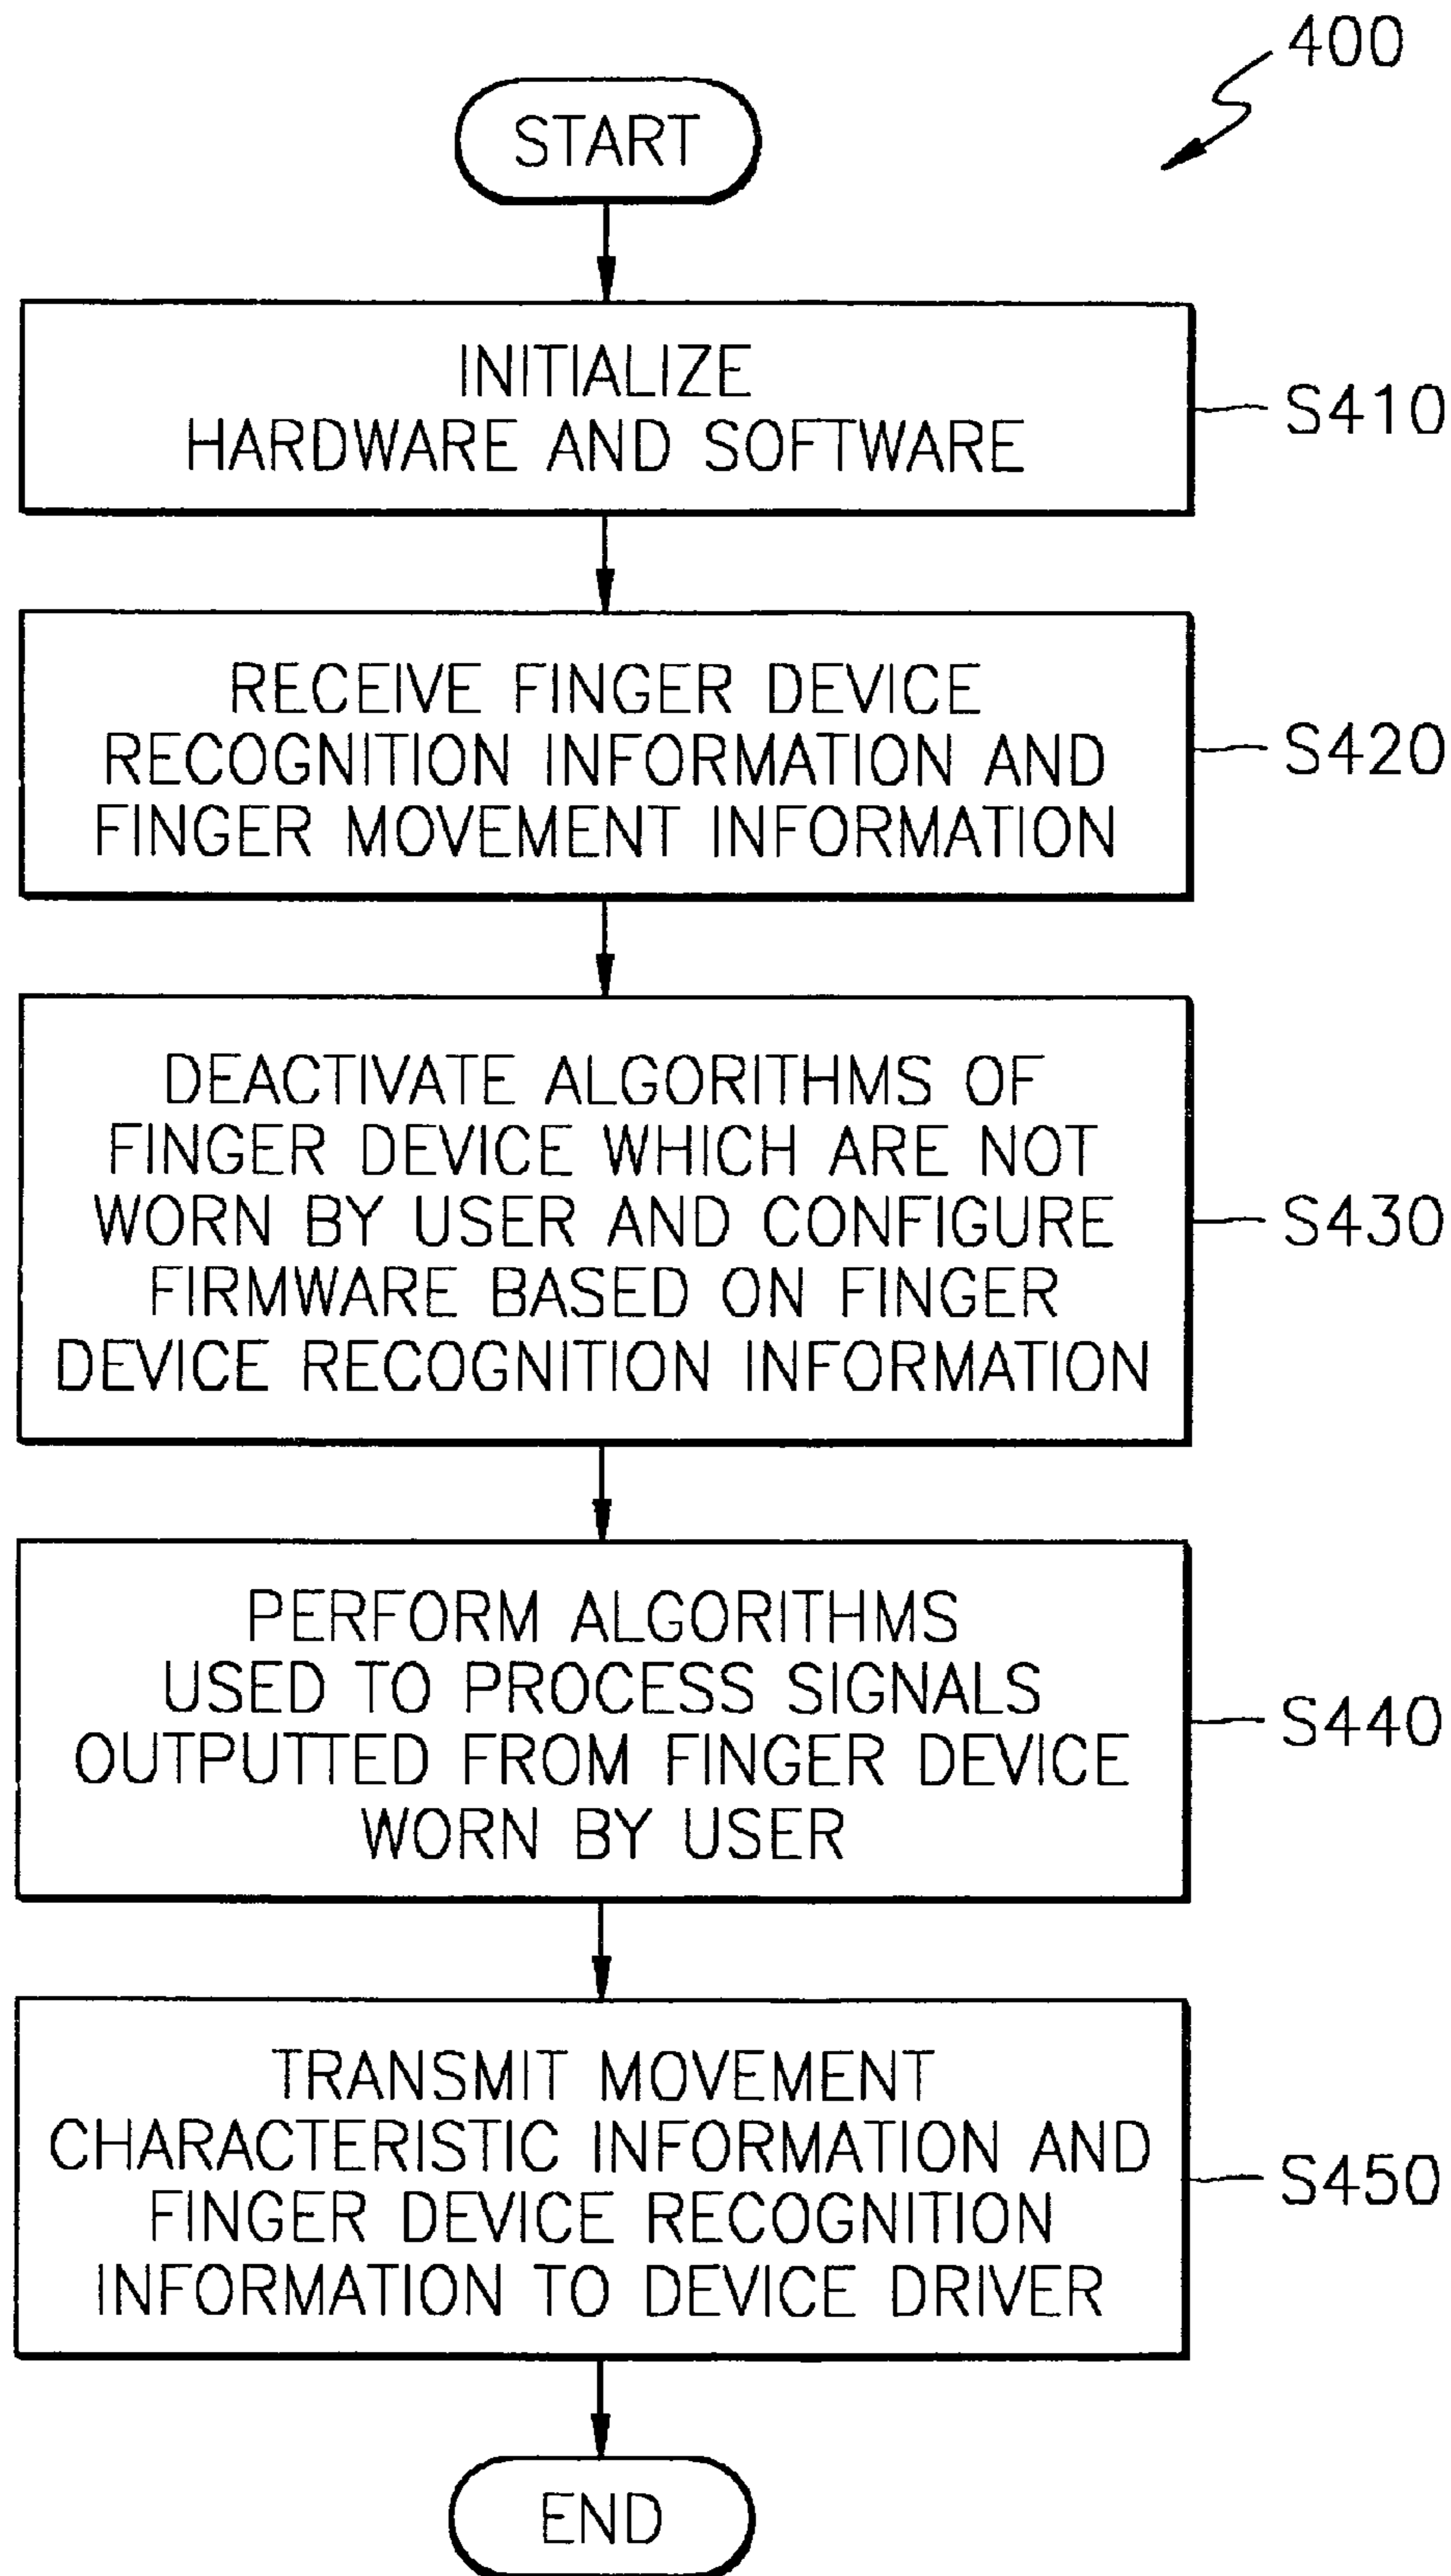 400
START
INITIALIZE
HARDWARE AND SOFTWARE
S410
RECEIVE FINGER DEVICE
RECOGNITION INFORMATION AND
FINGER MOVEMENT INFORMATION
S420
DEACTIVATE ALGORITHMS OF
FINGER DEVICE WHICH ARE NOT
WORN BY USER AND CONFIGURE
FIRMWARE BASED ON FINGER
DEVICE RECOGNITION INFORMATION
S430
PERFORM ALGORITHMS
USED TO PROCESS SIGNALS
OUTPUTTED FROM FINGER DEVICE
WORN BY USER
S440
TRANSMIT MOVEMENT
CHARACTERISTIC INFORMATION AND
FINGER DEVICE RECOGNITION
INFORMATION TO DEVICE DRIVER
S450
END